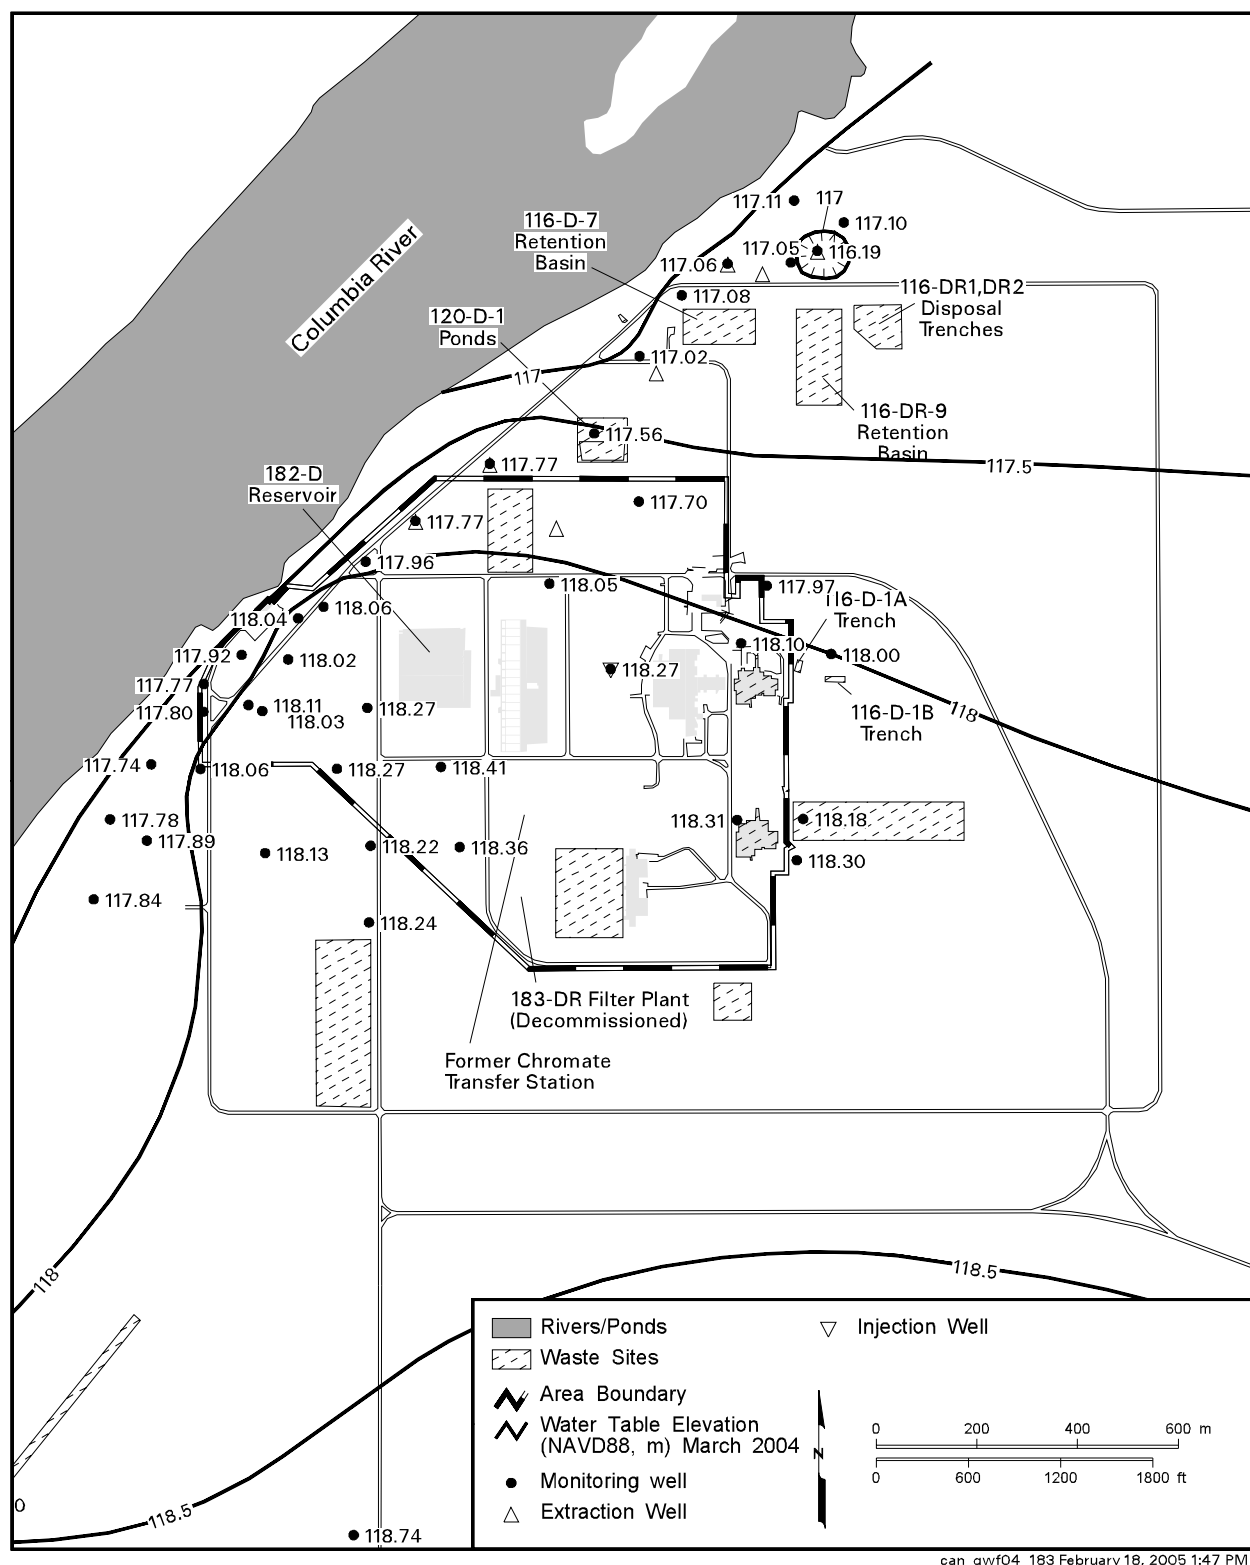 117.11
117
117.10
116-D-7
Retention
Basin
117.05
116.19
117.06
Columbia River
117.08
116-DR1,DR2
Disposal
Trenches
120-D-1
Ponds
117.02
117
116-DR-9
Retention
Basin
117.56
117.5
117.77
182-D
Reservoir
117.70
117.77
117.96
118.05
117.97
116-D-1A
Trench
118.06
118.04
118.10
117.92
118.02
118.00
118.27
117.77
117.80
118.11
118.03
118.27
116-D-1B
Trench
118
117.74
118.06
118.27
118.41
117.78
118.31
118.18
117.89
118.13
118.22
118.36
118.30
117.84
118.24
183-DR Filter Plant
(Decommissioned)
Former Chromate
Transfer Station
118
118.5
118.5
0
118.74
Rivers/Ponds
Waste Sites
Area Boundary
Water Table Elevation
(NAVD88, m) March 2004
Monitoring well
Extraction Well
Injection Well
N
0 200 400 600 m
0 600 1200 1800 ft
can_gwf04_183 February 18, 2005 1:47 PM